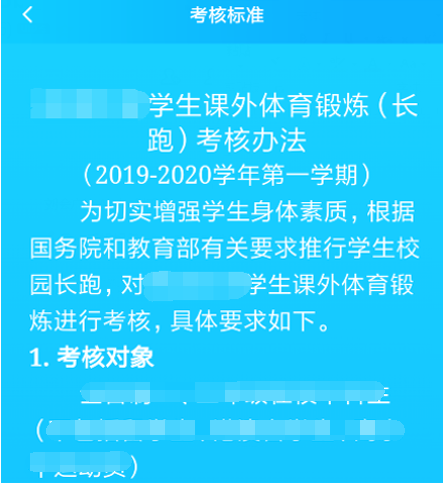 考核标准
学生课外体育锻炼（长
跑）考核办法
（2019-2020学年第一学期）
为切实增强学生身体素质，根据
国务院和教育部有关要求推行学生校
园长跑，对
学生课外体育锻
炼进行考核，具体要求如下。
1. 考核对象